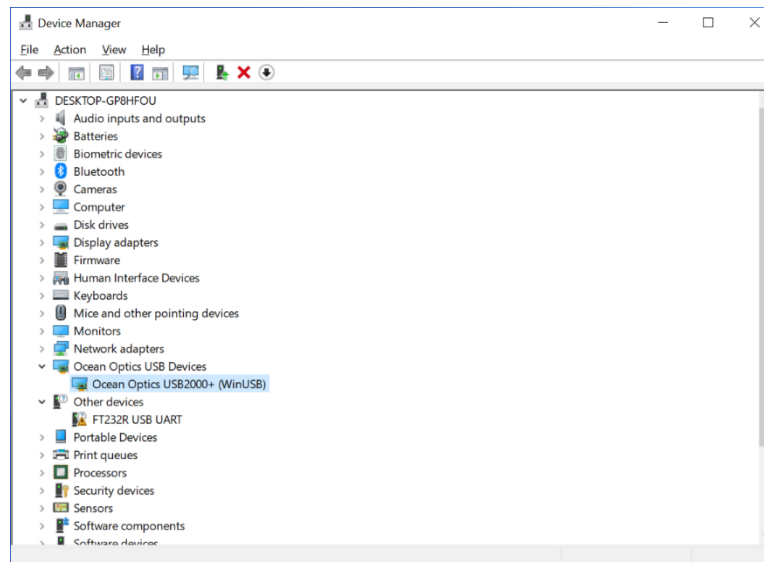 Device Manager
File Action View Help
DESKTOP-GP8HFOU
Audio inputs and outputs
Batteries
Biometric devices
Bluetooth
Cameras
Computer
Disk drives
Display adapters
Firmware
Human Interface Devices
Keyboards
Mice and other pointing devices
Monitors
Network adapters
Ocean Optics USB Devices
Ocean Optics USB2000+ (WinUSB)
Other devices
FT232R USB UART
Portable Devices
Print queues
Processors
Security devices
Sensors
Software components
Software devices